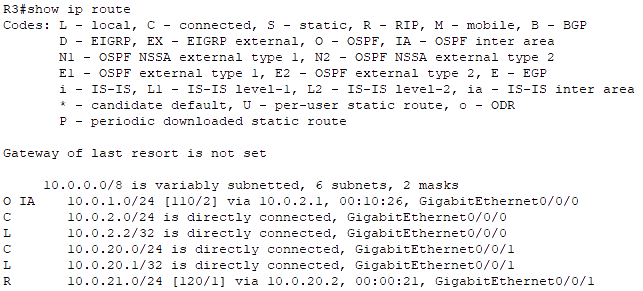 R3#show ip route
Codes: L - local, C - connected, S - static, R - RIP, M - mobile, B - BGP
       D - EIGRP, EX - EIGRP external, O - OSPF, IA - OSPF inter area
       N1 - OSPF NSSA external type 1, N2 - OSPF NSSA external type 2
       E1 - OSPF external type 1, E2 - OSPF external type 2, E - EGP
       i - IS-IS, L1 - IS-IS level-1, L2 - IS-IS level-2, ia - IS-IS inter area
       * - candidate default, U - per-user static route, o - ODR
       P - periodic downloaded static route
Gateway of last resort is not set
     10.0.0.0/8 is variably subnetted, 6 subnets, 2 masks
O IA    10.0.1.0/24 [110/2] via 10.0.2.1, 00:10:26, GigabitEthernet0/0/0
C       10.0.2.0/24 is directly connected, GigabitEthernet0/0/0
L       10.0.2.2/32 is directly connected, GigabitEthernet0/0/0
C       10.0.20.0/24 is directly connected, GigabitEthernet0/0/1
L       10.0.20.1/32 is directly connected, GigabitEthernet0/0/1
R       10.0.21.0/24 [120/1] via 10.0.20.2, 00:00:21, GigabitEthernet0/0/1